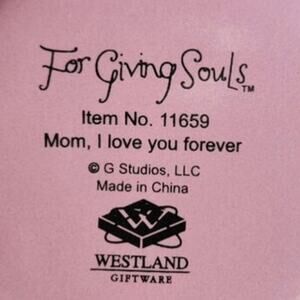 For Giving Souls™
Item No. 11659
Mom, I love you forever
© G Studios, LLC
Made in China
W
WESTLAND
GIFTWARE